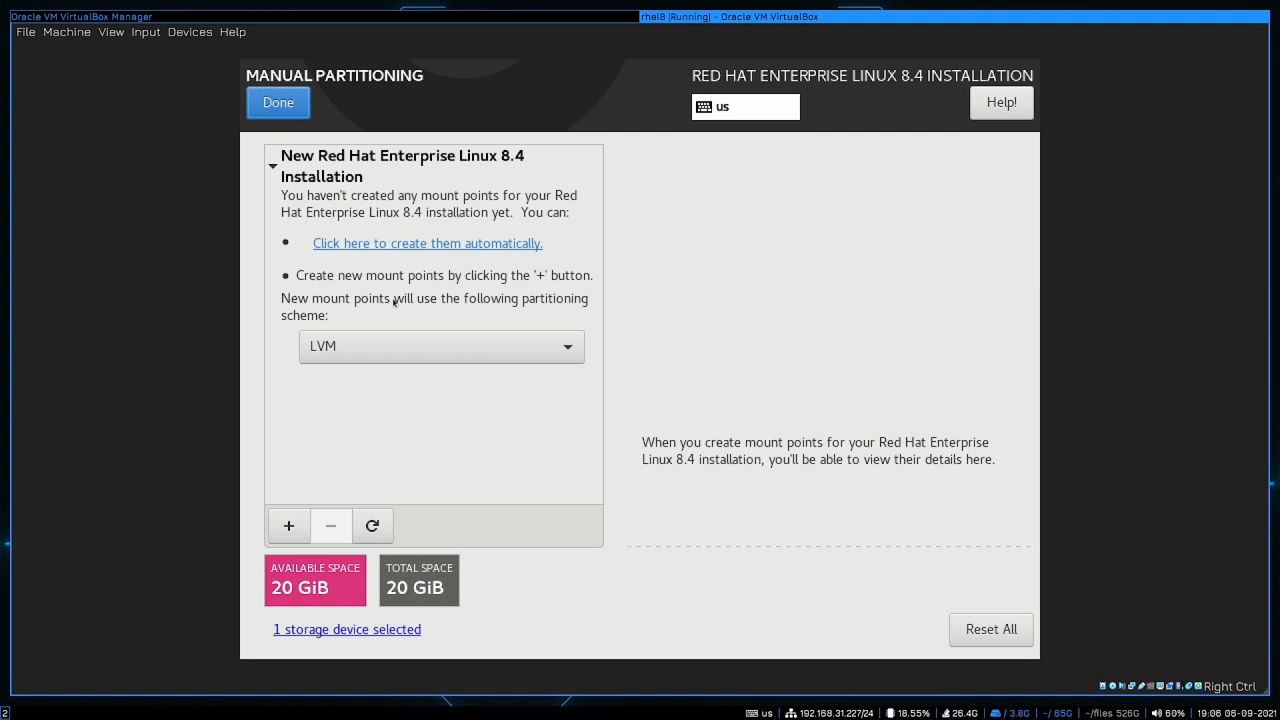 Oracle VM VirtualBox Manager
rhel8 [Running] - Oracle VM VirtualBox
File Machine View Input Devices Help
MANUAL PARTITIONING
RED HAT ENTERPRISE LINUX 8.4 INSTALLATION
Done
us
Help!
New Red Hat Enterprise Linux 8.4
Installation
You haven't created any mount points for your Red
Hat Enterprise Linux 8.4 installation yet. You can:
• Click here to create them automatically.
• Create new mount points by clicking the '+' button.
New mount points will use the following partitioning
scheme:
LVM
When you create mount points for your Red Hat Enterprise
Linux 8.4 installation, you'll be able to view their details here.
+ −
AVAILABLE SPACE
20 GiB
TOTAL SPACE
20 GiB
1 storage device selected
Reset All
Right Ctrl
2
us 192.168.31.227/24 18.55% 26.4G / 3.8G ~/ 65G ~/files 526G 60% 19:06 06-09-2021